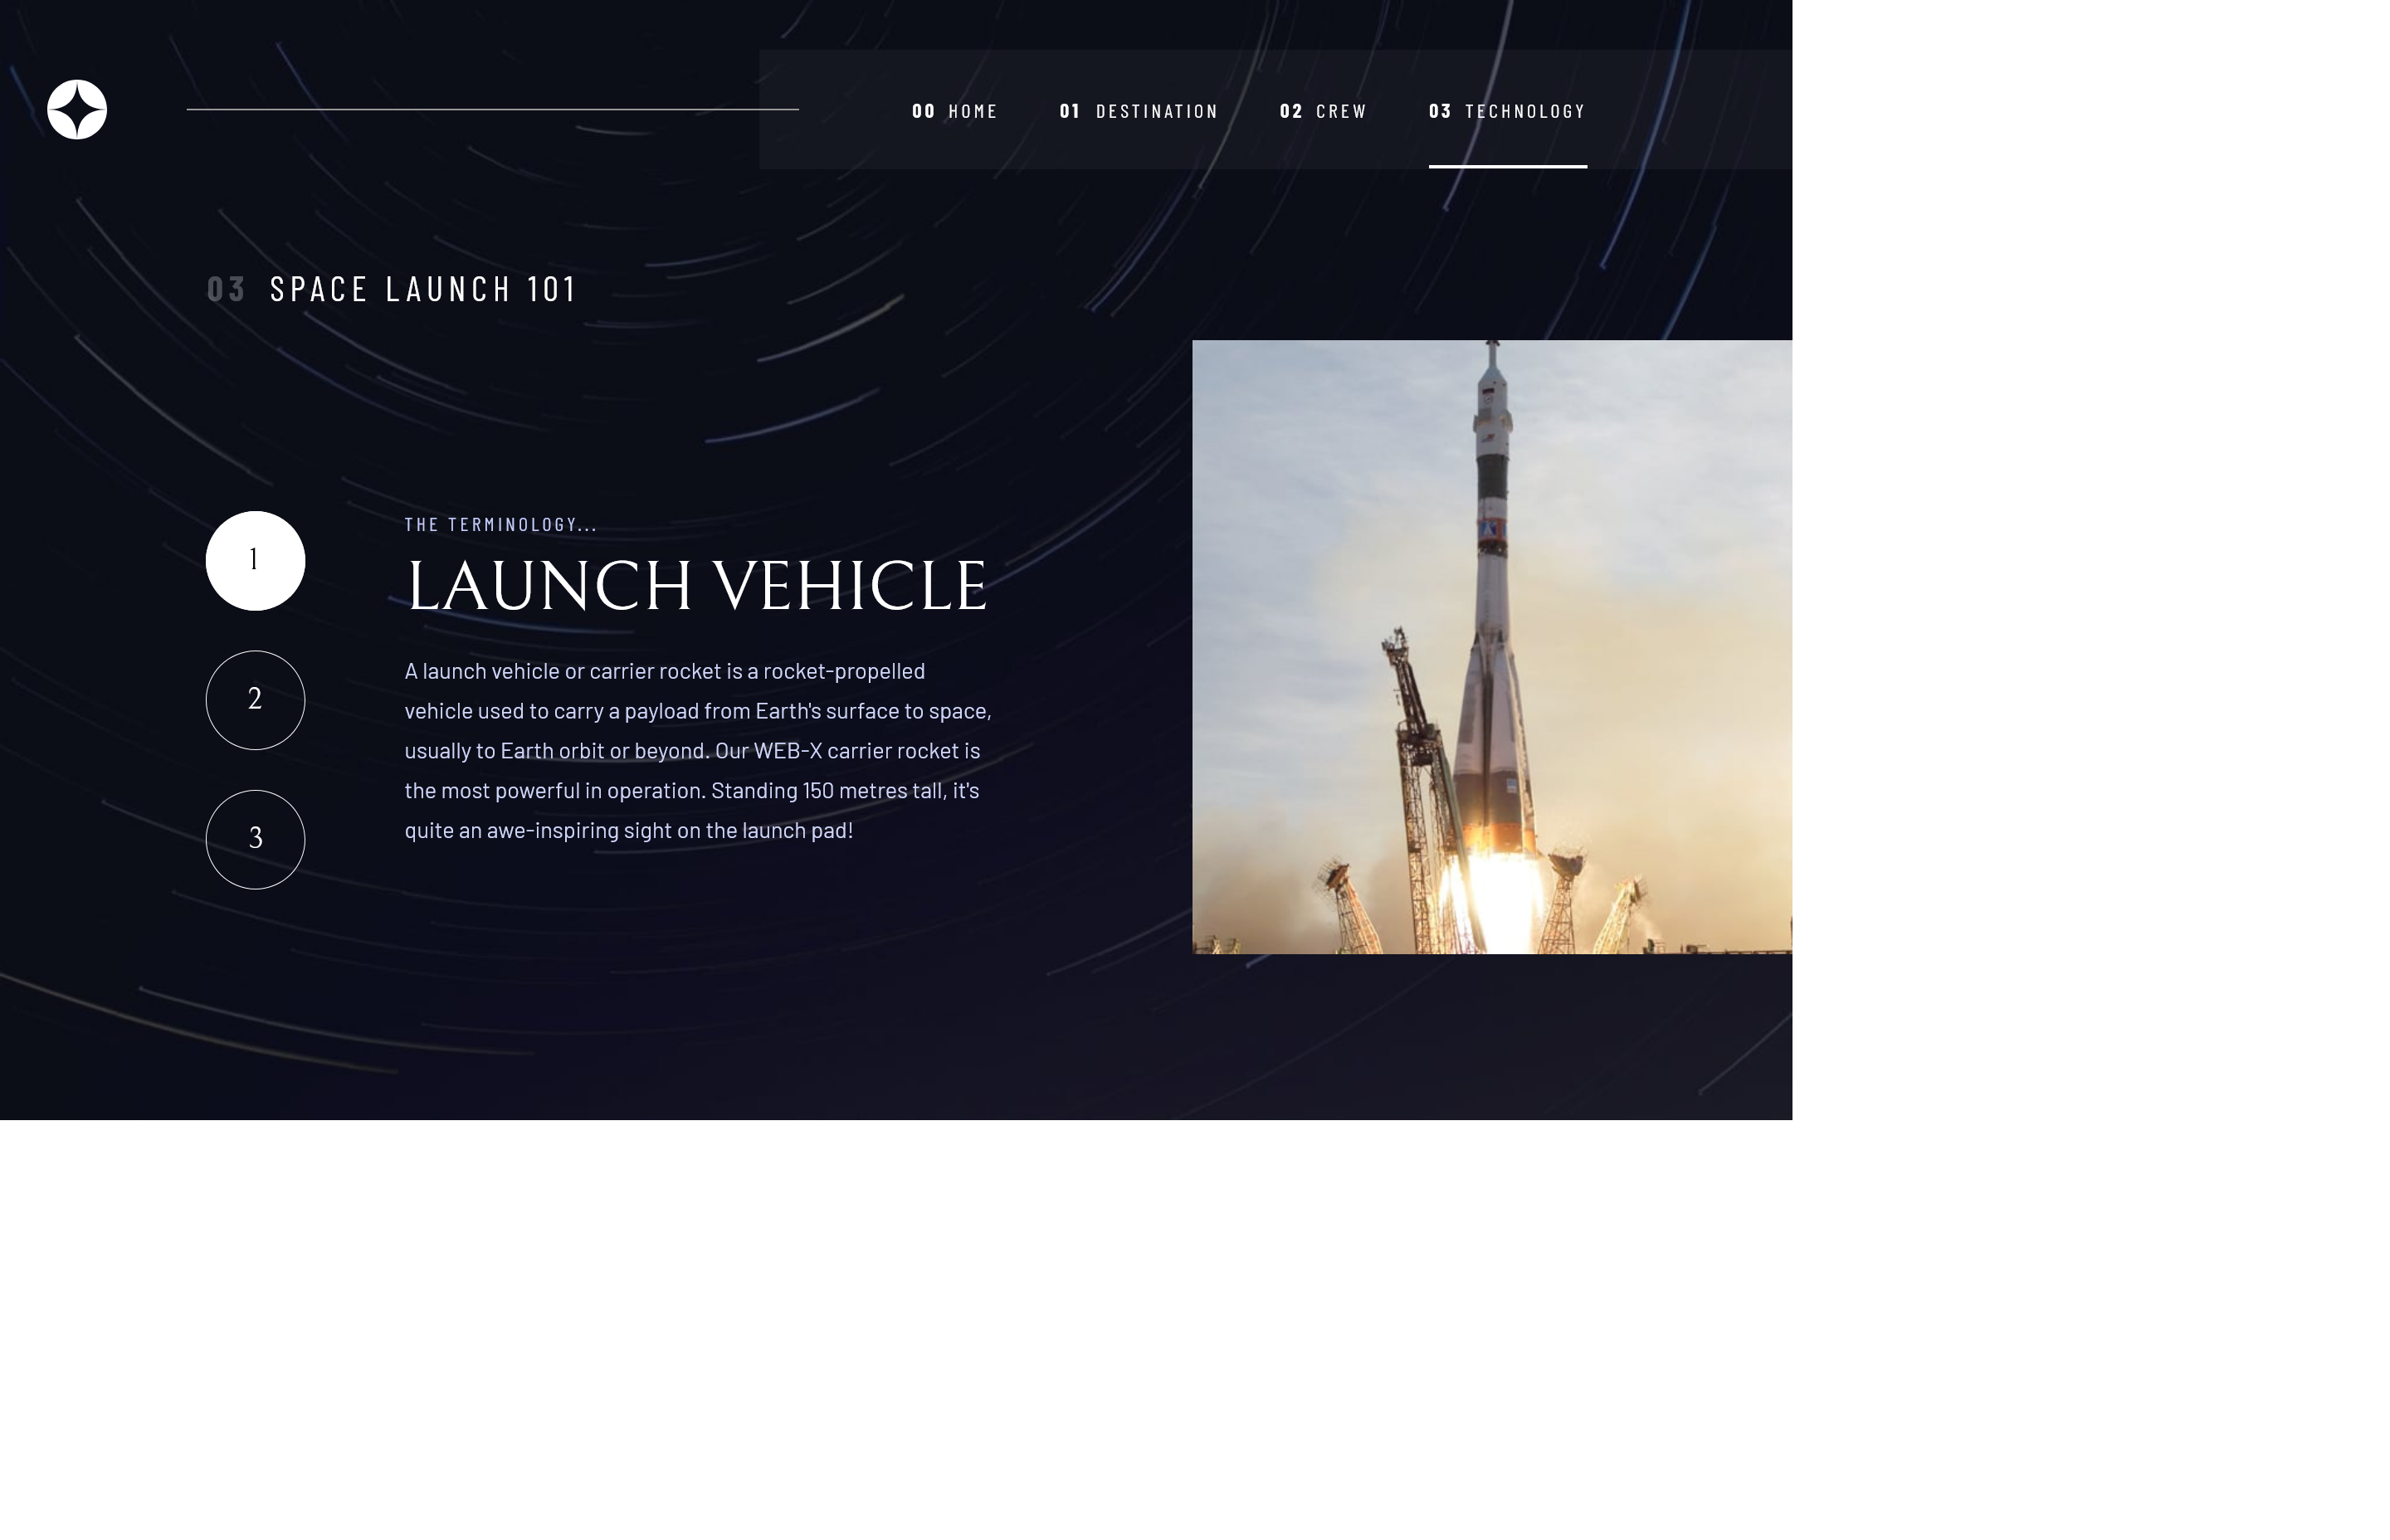 00 HOME 01 DESTINATION 02 CREW 03 TECHNOLOGY
03 SPACE LAUNCH 101
1
2
3
THE TERMINOLOGY...
LAUNCH VEHICLE
A launch vehicle or carrier rocket is a rocket-propelled
vehicle used to carry a payload from Earth's surface to space,
usually to Earth orbit or beyond. Our WEB-X carrier rocket is
the most powerful in operation. Standing 150 metres tall, it's
quite an awe-inspiring sight on the launch pad!